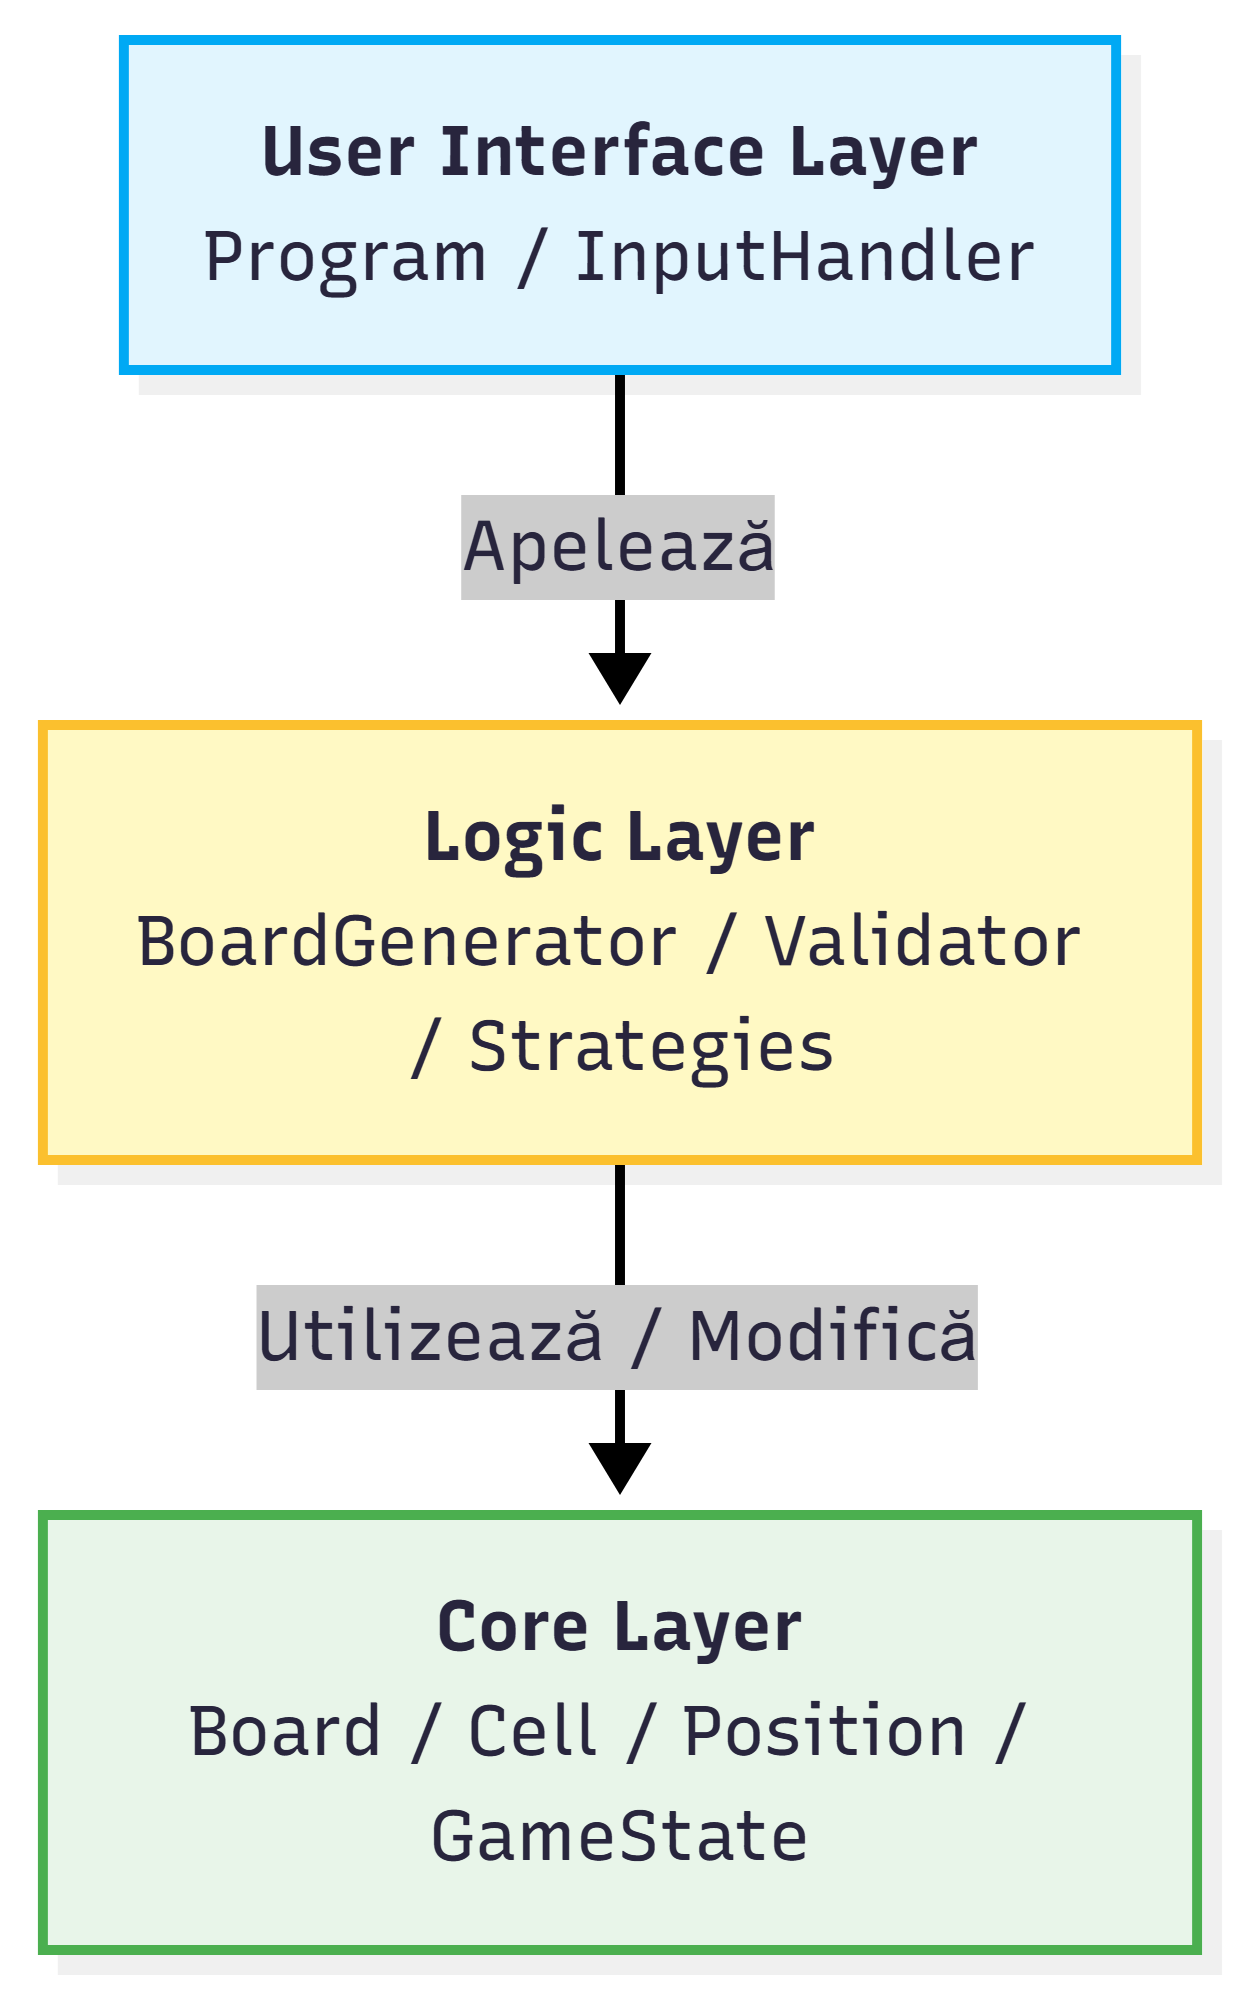 User Interface Layer
Program / InputHandler
Apelează
Logic Layer
BoardGenerator / Validator
/ Strategies
Utilizează / Modifică
Core Layer
Board / Cell / Position /
GameState